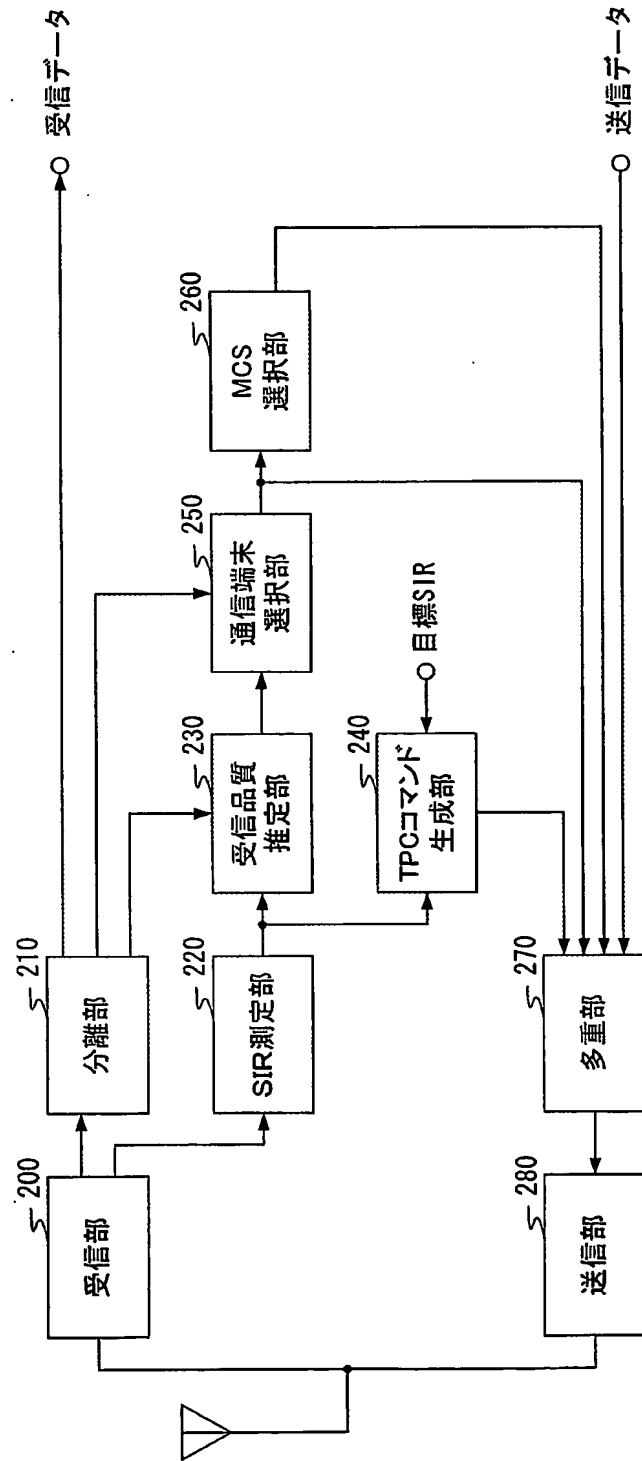 受信データ
210
分離部
200
受信部
260
MCS
選択部
250
通信端末
選択部
230
受信品質
推定部
220
SIR測定部
目標SIR
240
TPCコマンド
生成部
270
多重部
280
送信部
送信データ